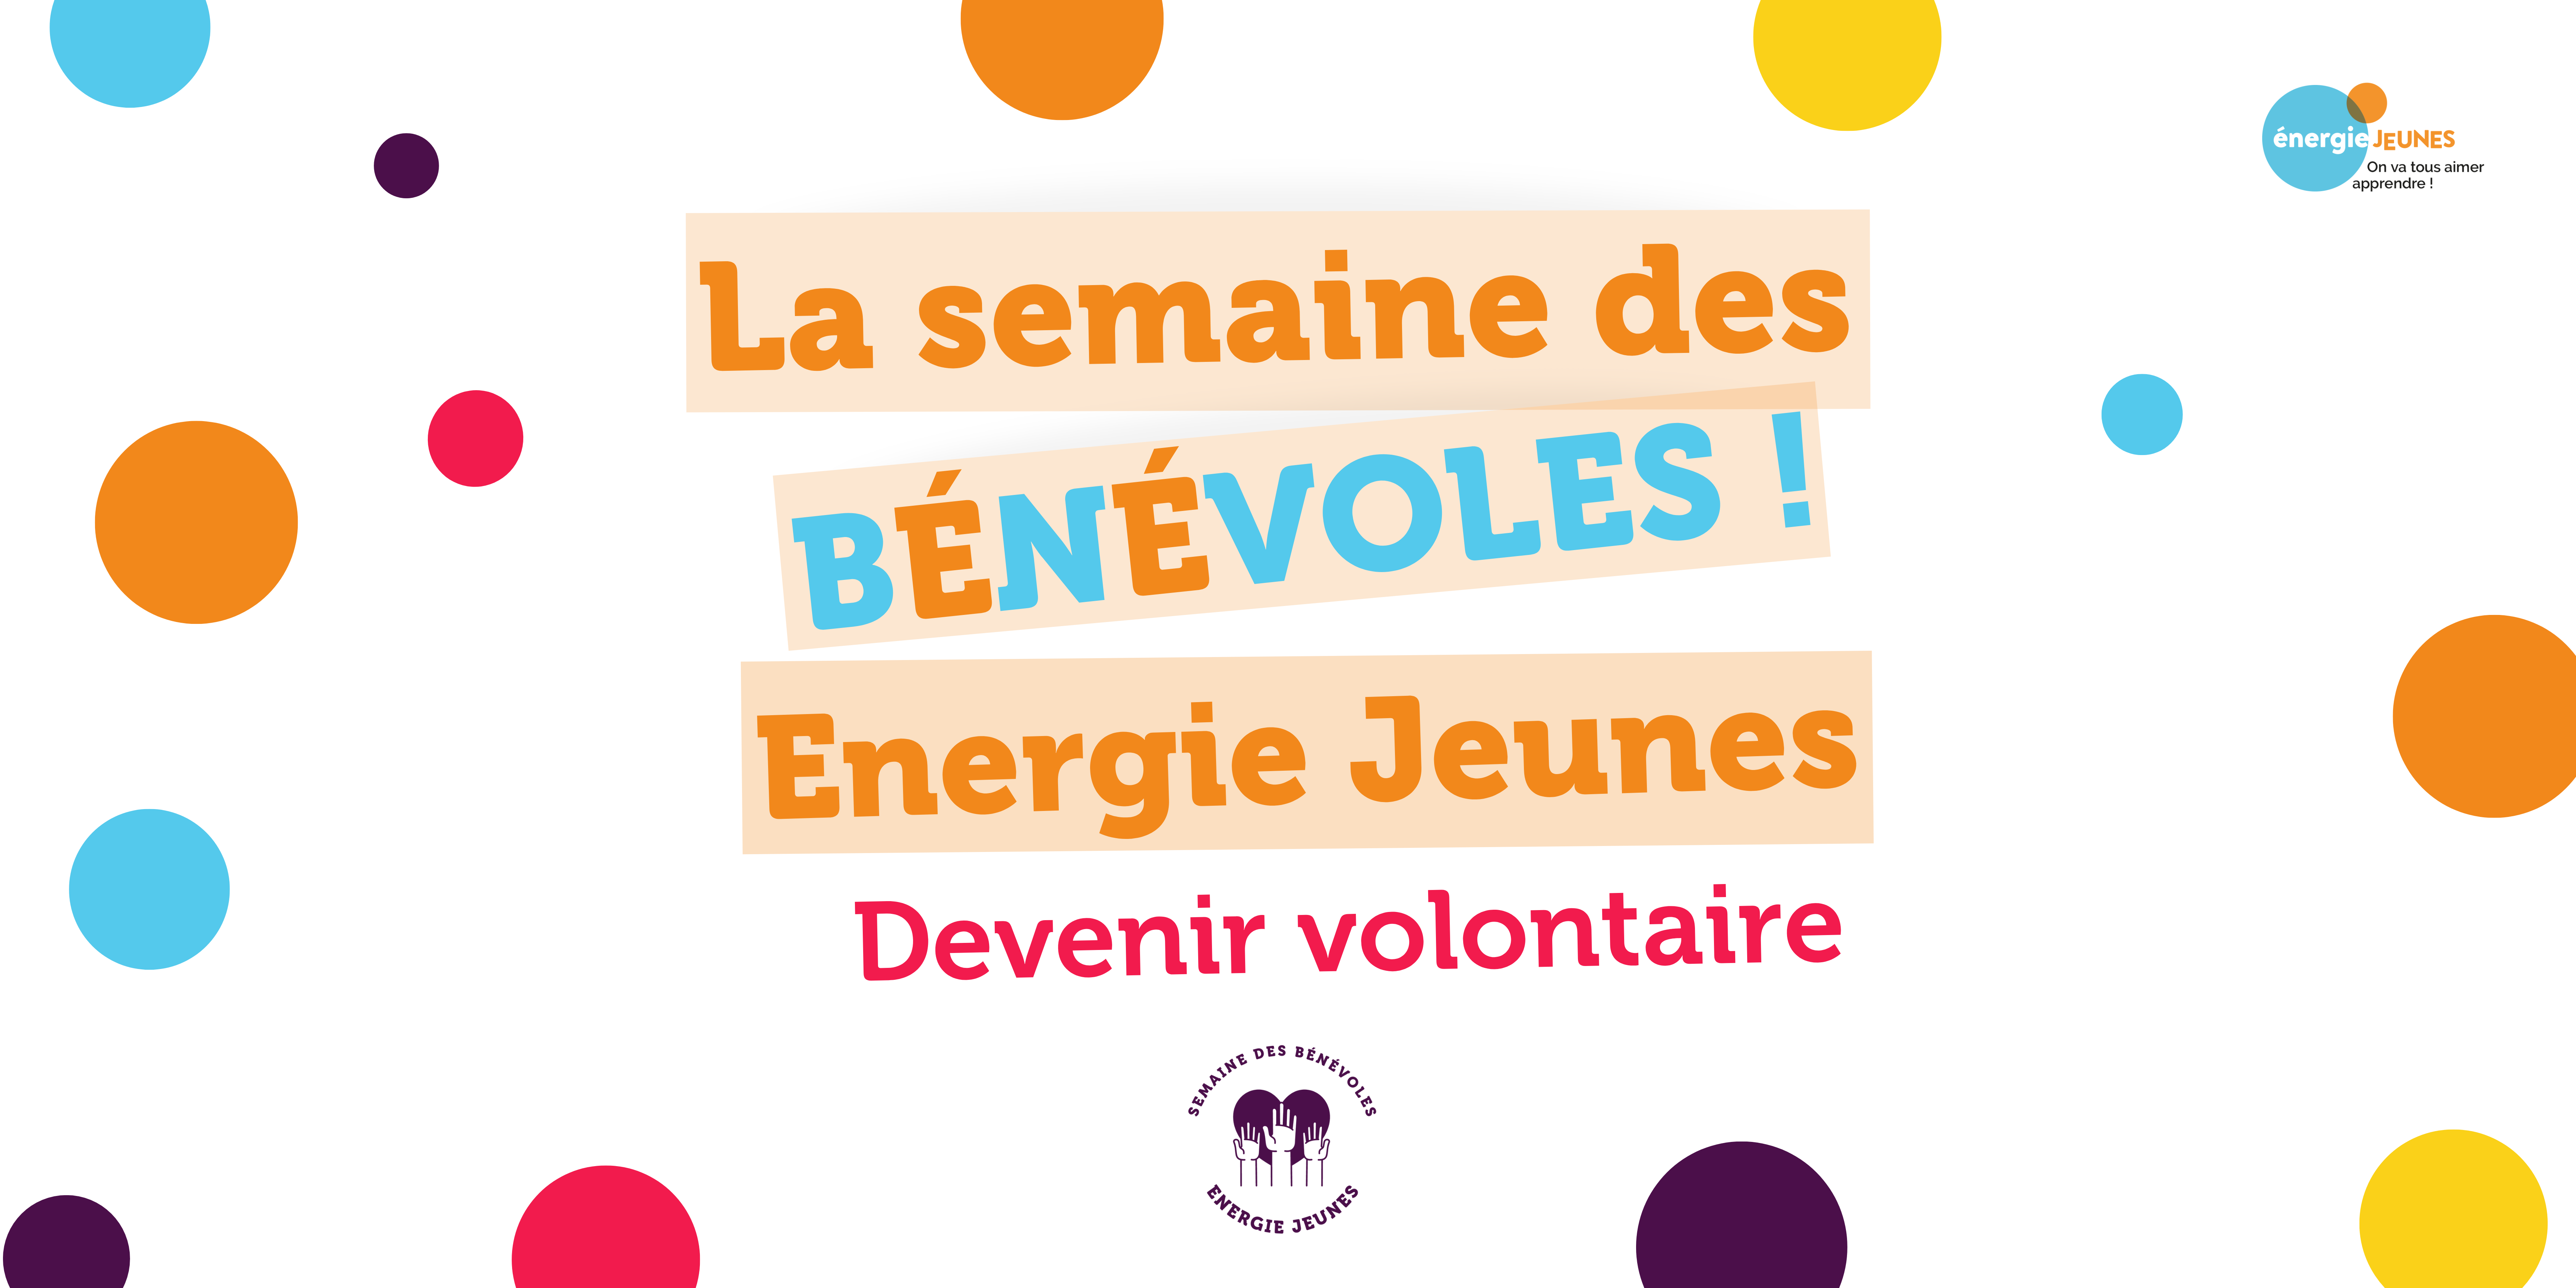 énergie JEUNES
On va tous aimer
apprendre !
La semaine des
BÉNÉVOLES !
Energie Jeunes
Devenir volontaire
SEMAINE DES BÉNÉVOLES
ENERGIE JEUNES